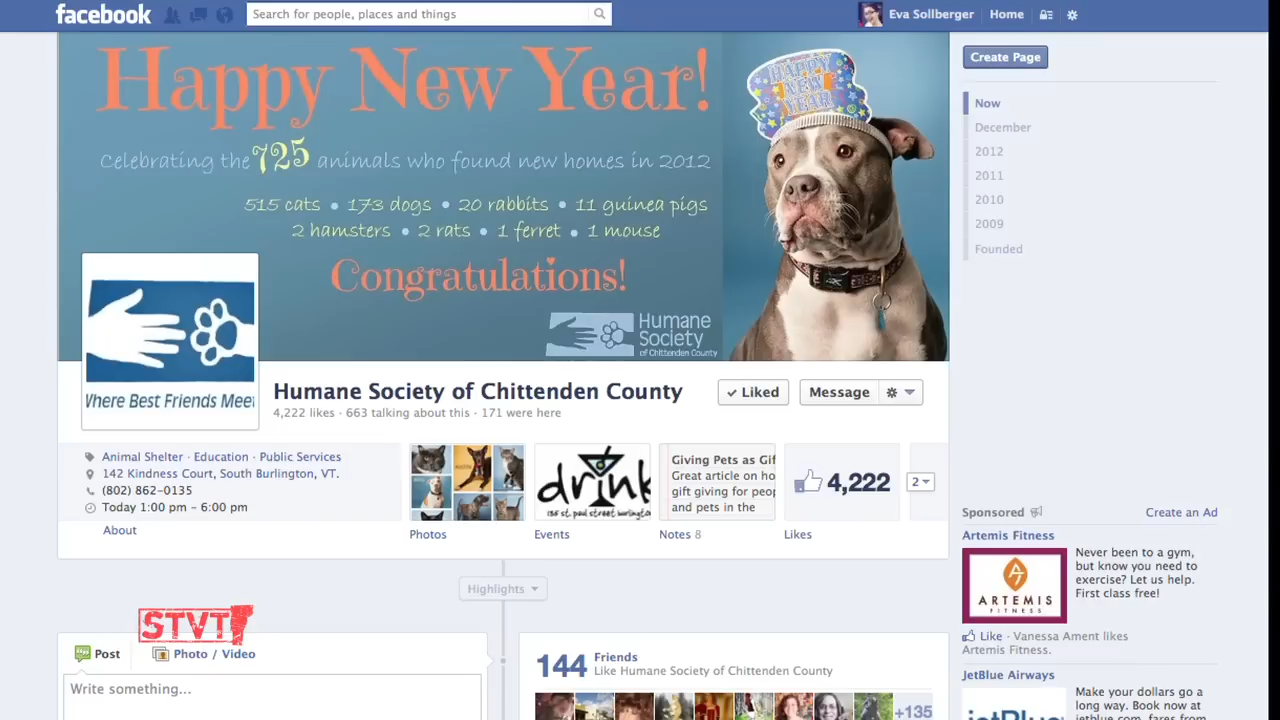 facebook
Search for people, places and things
Eva Sollberger
Home
Happy New Year!
Celebrating the 725 animals who found new homes in 2012
515 cats • 173 dogs • 20 rabbits • 11 guinea pigs
2 hamsters • 2 rats • 1 ferret • 1 mouse
Congratulations!
Humane
Society
of Chittenden County
HAPPY
NEW
YEAR
Where Best Friends Meet
Create Page
Now
December
2012
2011
2010
2009
Founded
Humane Society of Chittenden County
4,222 likes · 663 talking about this · 171 were here
Liked
Message
Animal Shelter · Education · Public Services
142 Kindness Court, South Burlington, VT.
(802) 862-0135
Today 1:00 pm - 6:00 pm
About
Photos
drink
135 st. paul street burlington
Events
Giving Pets as Gif
Great article on ho
gift giving for peop
and pets in the
Notes 8
4,222
Likes
2
Highlights
STVT
Post
Photo / Video
Write something...
144 Friends
Like Humane Society of Chittenden County
+135
Sponsored
Create an Ad
Artemis Fitness
ARTEMIS
FITNESS
Never been to a gym,
but know you need to
exercise? Let us help.
First class free!
Like · Vanessa Ament likes
Artemis Fitness.
JetBlue Airways
jetBlue
Make your dollars go a
long way. Book now at
jetblue.com, fares from